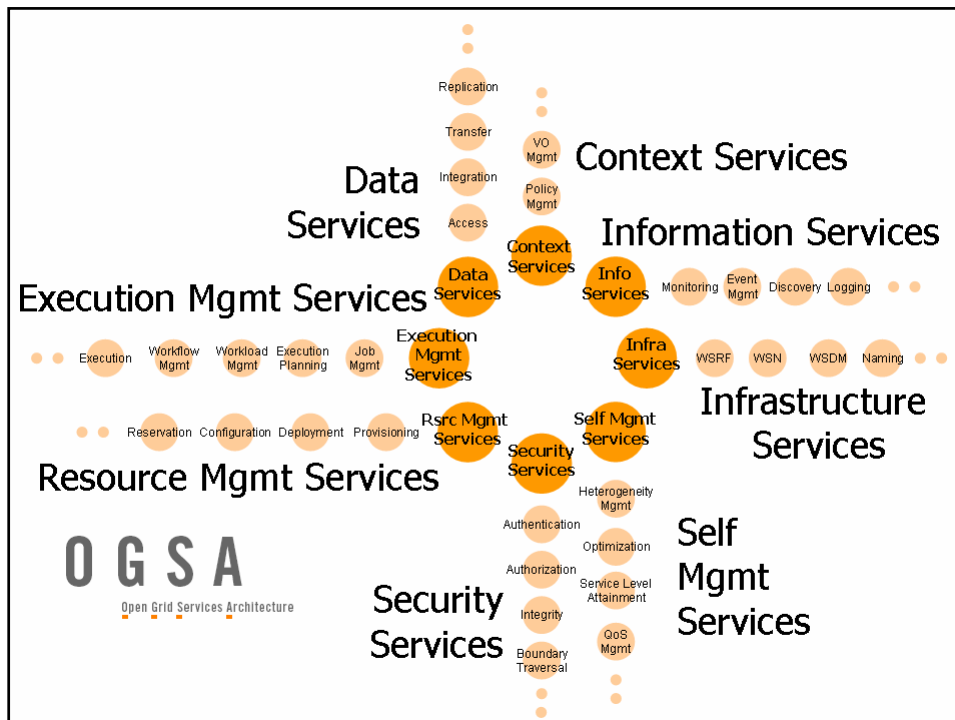 Replication
Transfer
Integration
Access
Data
Services
Data
Services
VO
Mgmt
Policy
Mgmt
Context
Services
Context Services
Information Services
Info
Services
Monitoring
Event
Mgmt
Discovery
Logging
Execution Mgmt Services
Execution
Workflow
Mgmt
Workload
Mgmt
Execution
Planning
Job
Mgmt
Execution
Mgmt
Services
Infra
Services
WSRF
WSN
WSDM
Naming
Infrastructure
Services
Reservation
Configuration
Deployment
Provisioning
Rsrc Mgmt
Services
Resource Mgmt Services
Self Mgmt
Services
Heterogeneity
Mgmt
Optimization
Service Level
Attainment
QoS
Mgmt
Self
Mgmt
Services
Security
Services
Authentication
Authorization
Integrity
Boundary
Traversal
Security
Services
OGSA
Open Grid Services Architecture